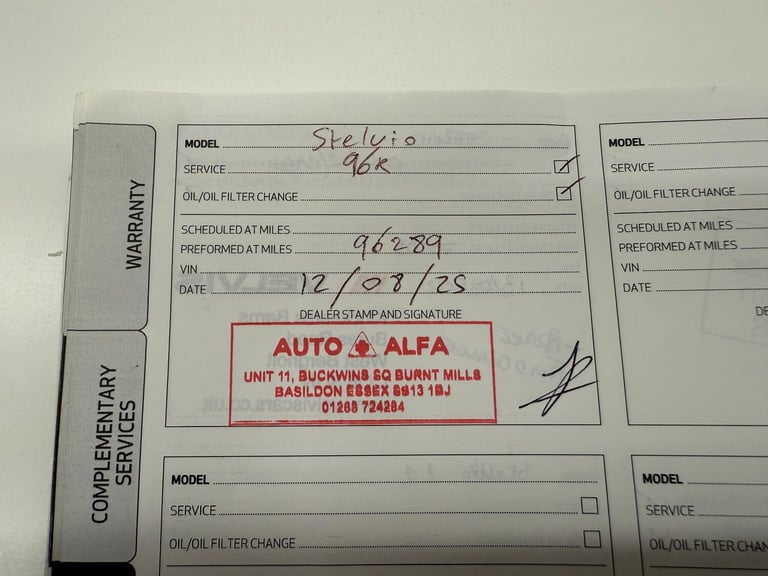 WARRANTY
COMPLEMENTARY
SERVICES
MODEL Stelvio
SERVICE 96K
OIL/OIL FILTER CHANGE
SCHEDULED AT MILES
PREFORMED AT MILES 96289
VIN
DATE 12/08/25
DEALER STAMP AND SIGNATURE
AUTO ALFA
UNIT 11, BUCKWINS SQ BURNT MILLS
BASILDON ESSEX SS13 1BJ
01268 724284
MODEL
SERVICE
OIL/OIL FILTER CHANGE
SCHEDULED AT MILES
PREFORMED AT MILES
VIN
DATE
MODEL
SERVICE
OIL/OIL FILTER CHANGE
MODEL
SERVICE
OIL/OIL FILTER CHAN